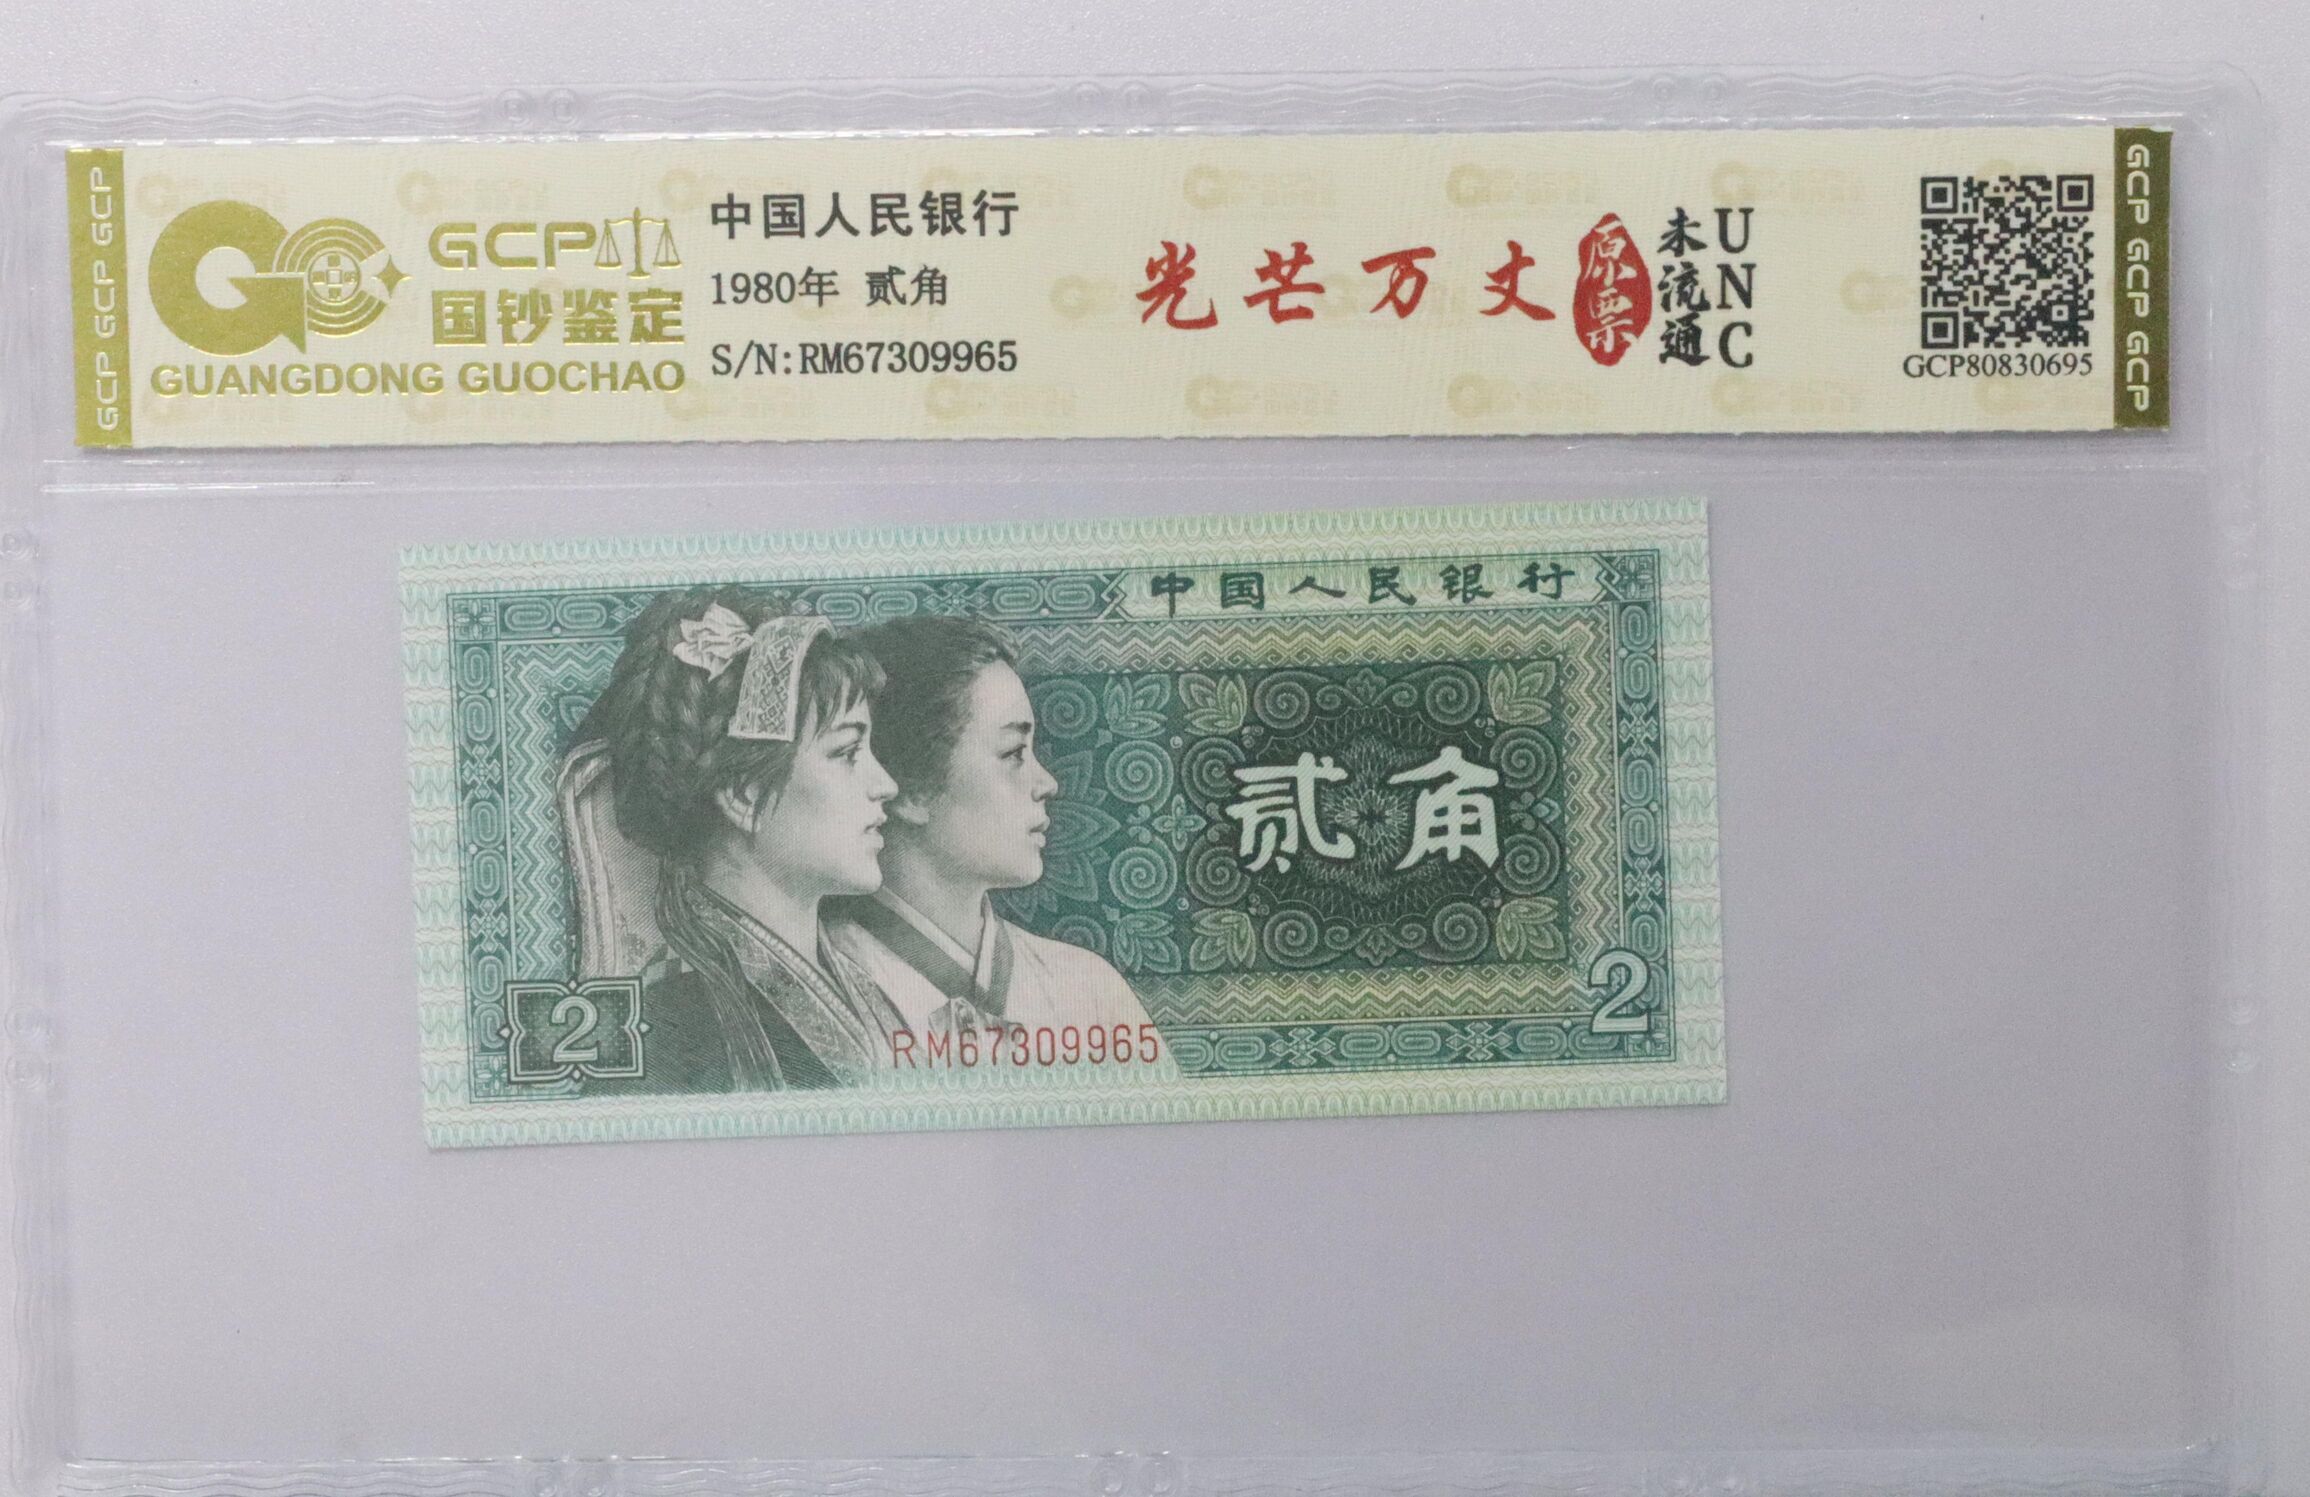 GCP GCP GCP
GCP
国钞鉴定
GUANGDONG GUOCHAO
中国人民银行
1980年 贰角
S/N:RM67309965
光芒万丈
原票
未流通
UNC
GCP80830695
GCP GCP GCP
中国人民银行
贰角
2
2
RM67309965